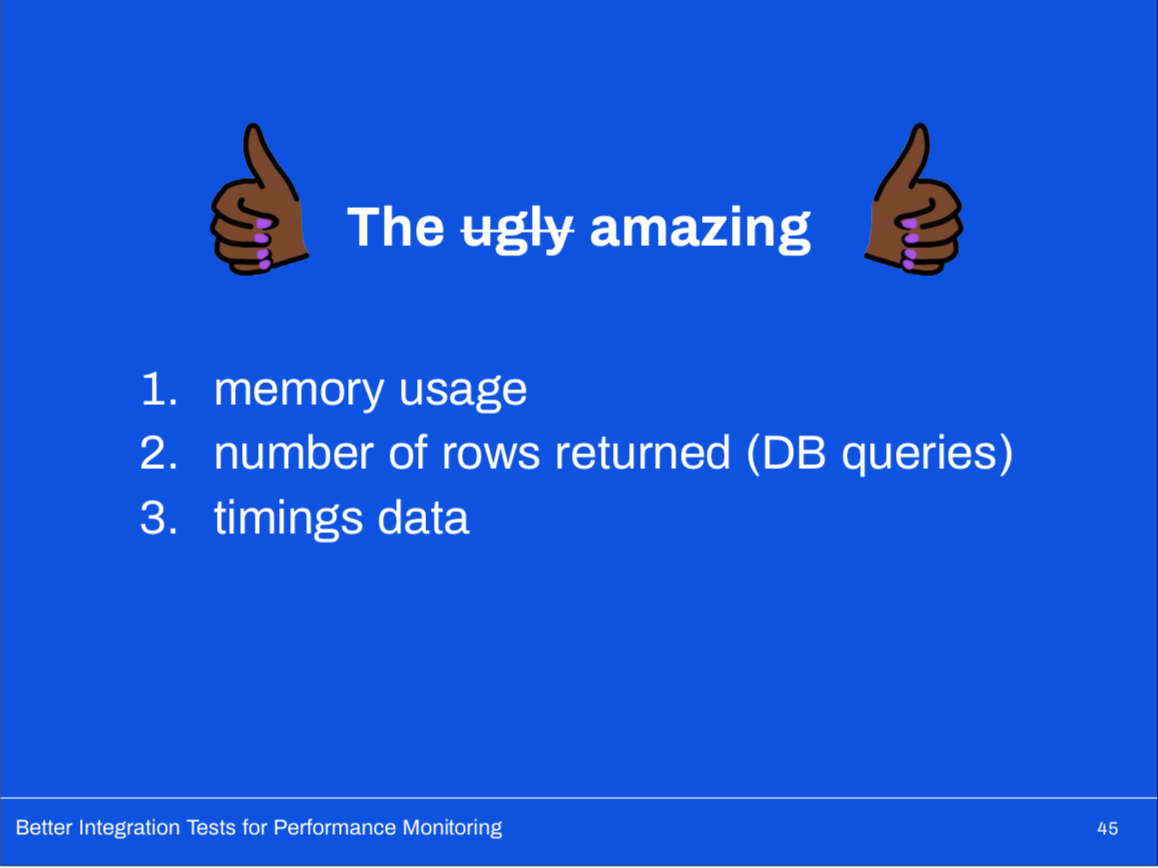 The ugly amazing
1. memory usage
2. number of rows returned (DB queries)
3. timings data
Better Integration Tests for Performance Monitoring
45